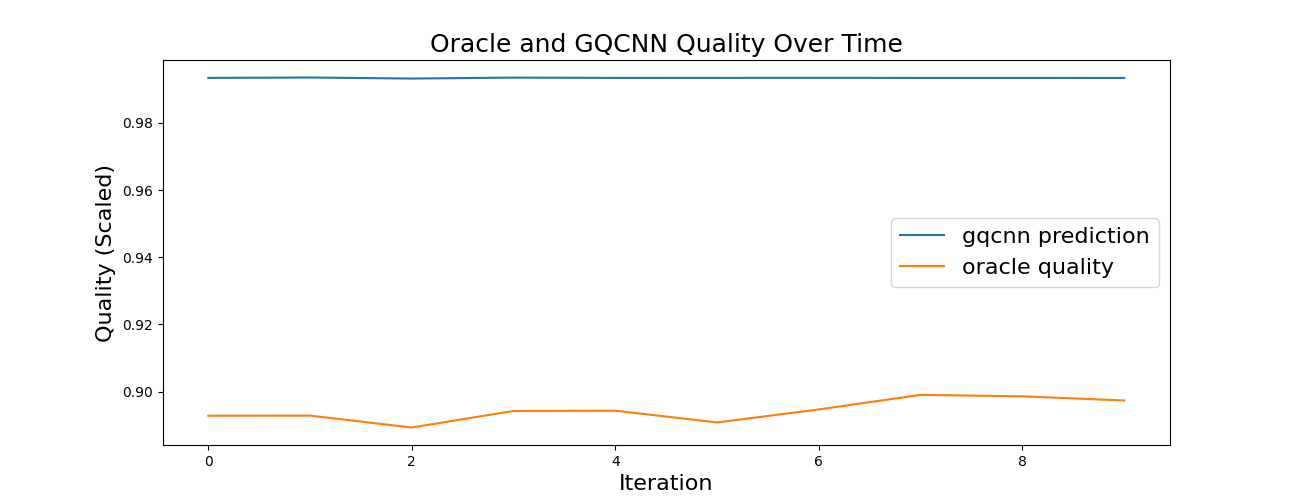 Oracle and GQCNN Quality Over Time
Quality (Scaled)
0.98
0.96
0.94
0.92
0.90
gqcnn prediction
oracle quality
0 2 4 6 8
Iteration